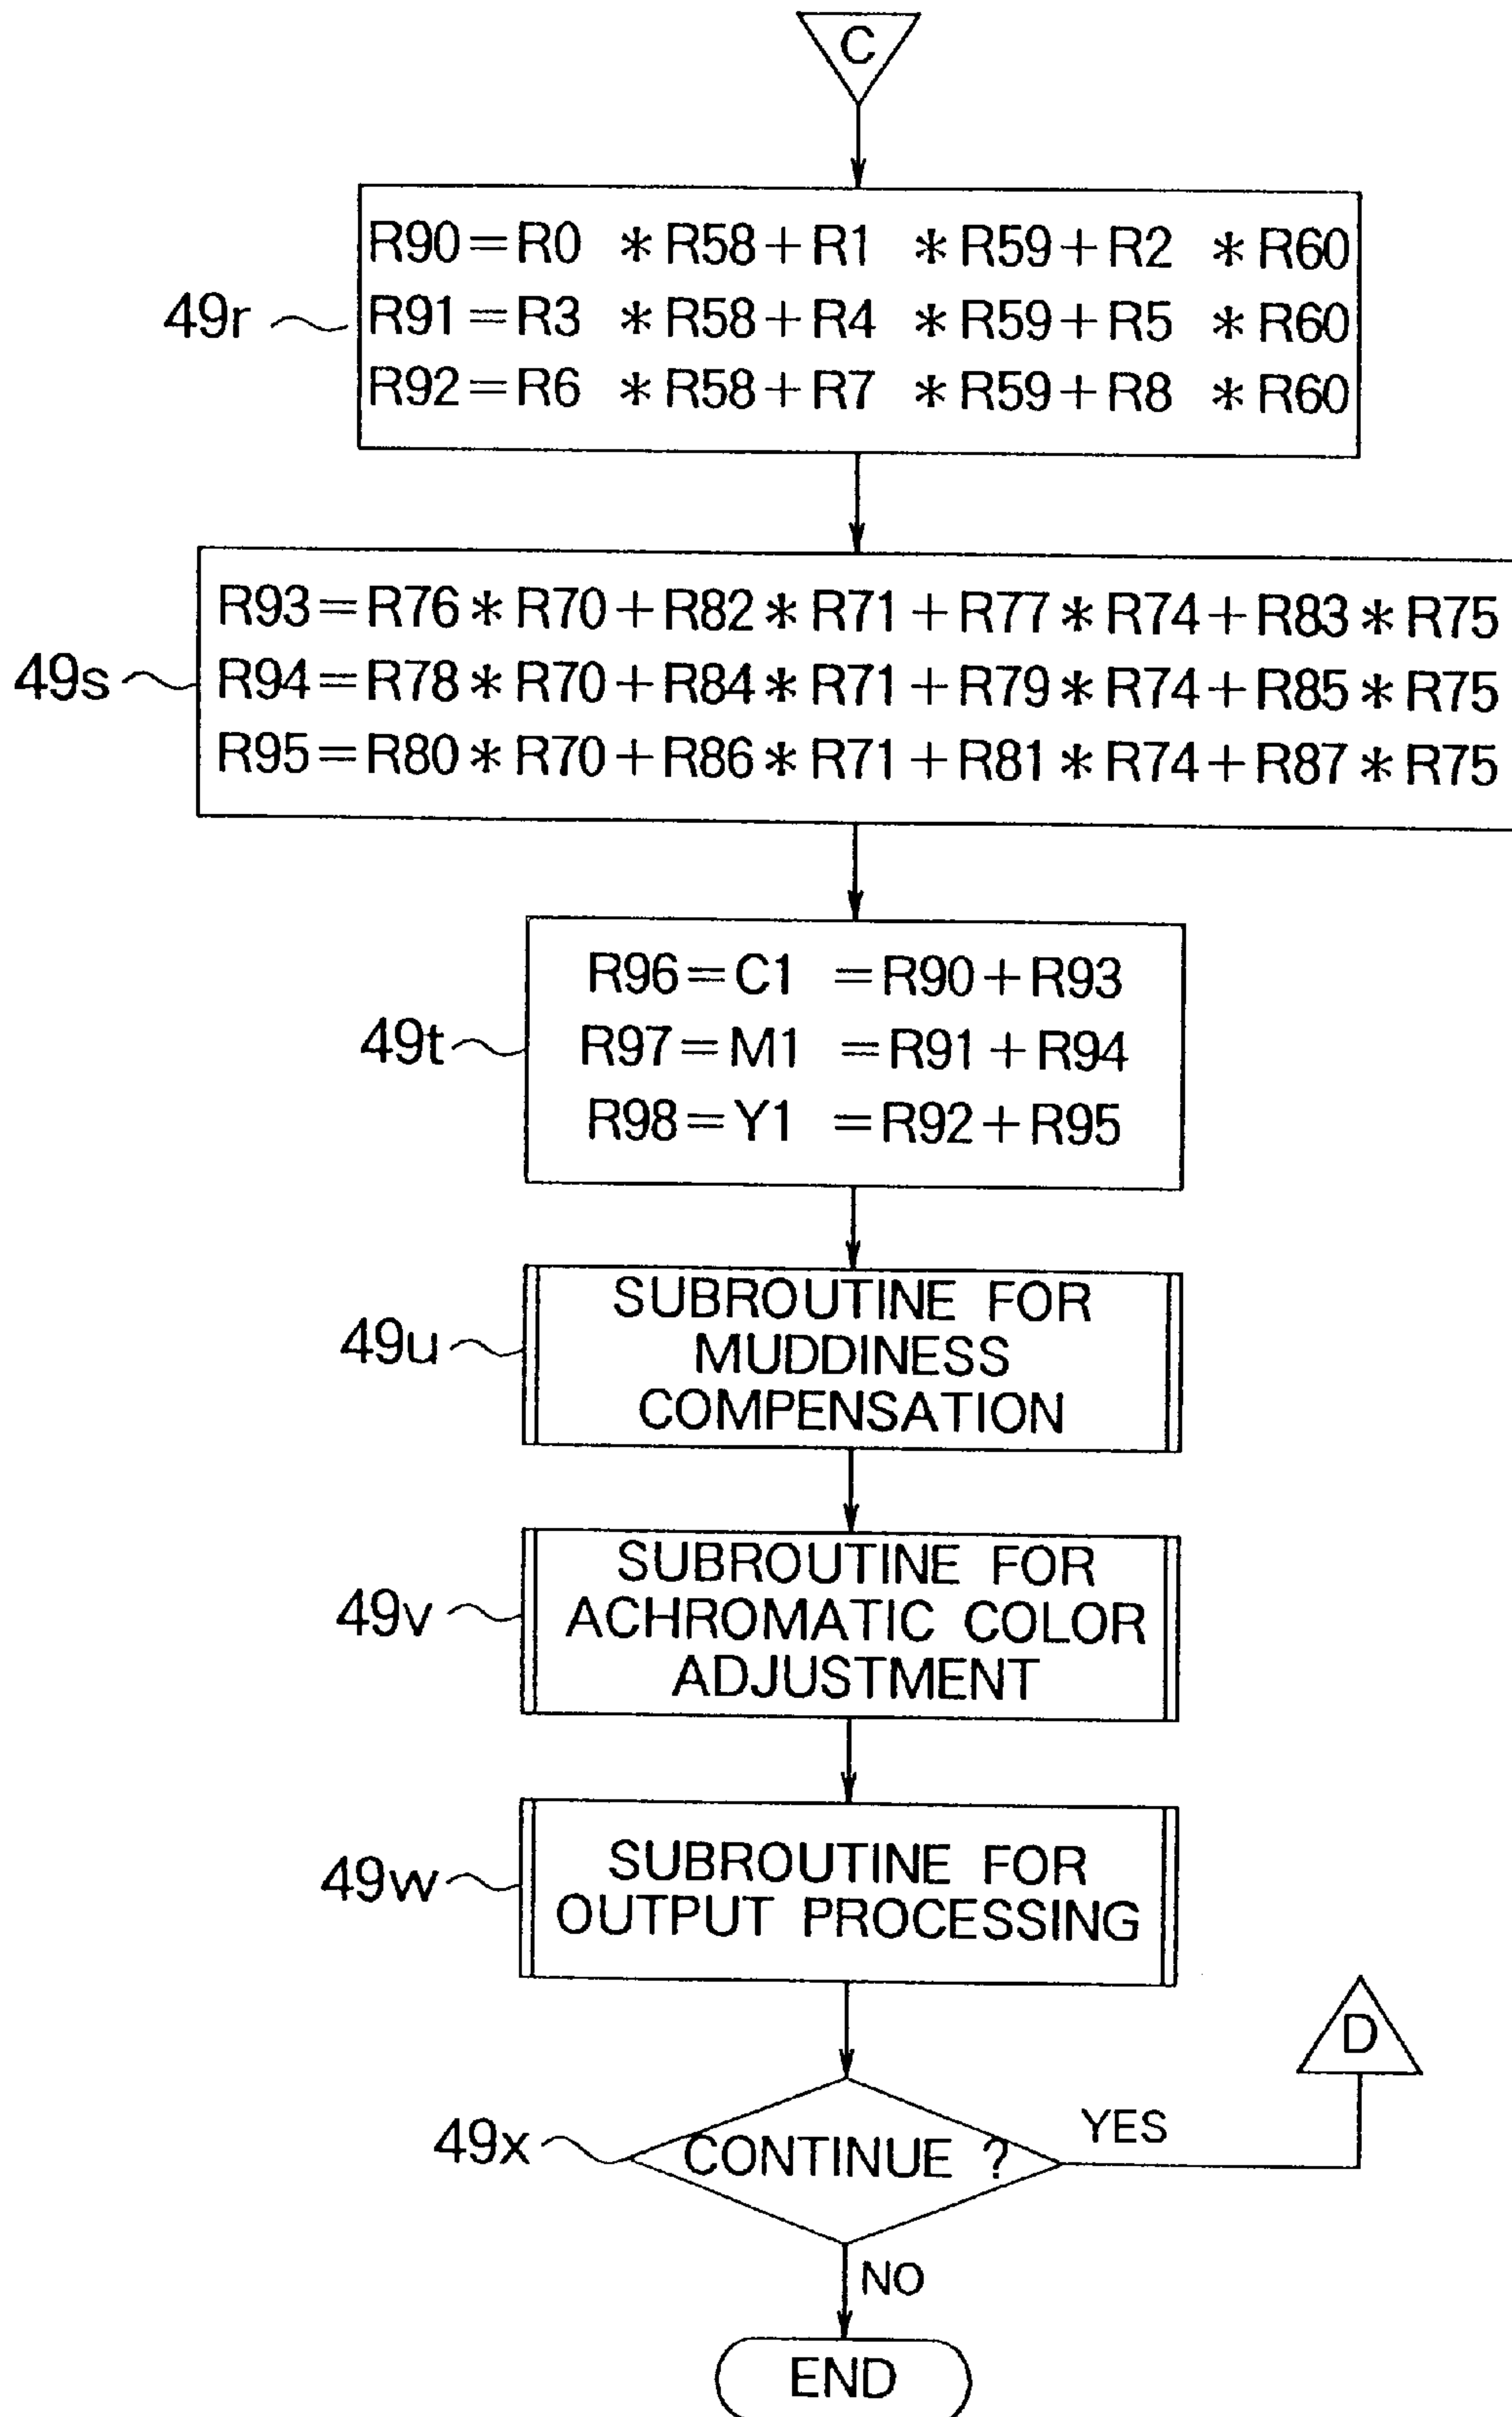 C
R90=R0 *R58+R1 *R59+R2 *R60
49r
R91=R3 *R58+R4 *R59+R5 *R60
R92=R6 *R58+R7 *R59+R8 *R60
R93=R76*R70+R82*R71+R77*R74+R83*R75
49s
R94=R78*R70+R84*R71+R79*R74+R85*R75
R95=R80*R70+R86*R71+R81*R74+R87*R75
R96=C1 =R90+R93
49t
R97=M1 =R91+R94
R98=Y1 =R92+R95
49u
SUBROUTINE FOR
MUDDINESS
COMPENSATION
49v
SUBROUTINE FOR
ACHROMATIC COLOR
ADJUSTMENT
49w
SUBROUTINE FOR
OUTPUT PROCESSING
D
49x
CONTINUE ?
YES
NO
END